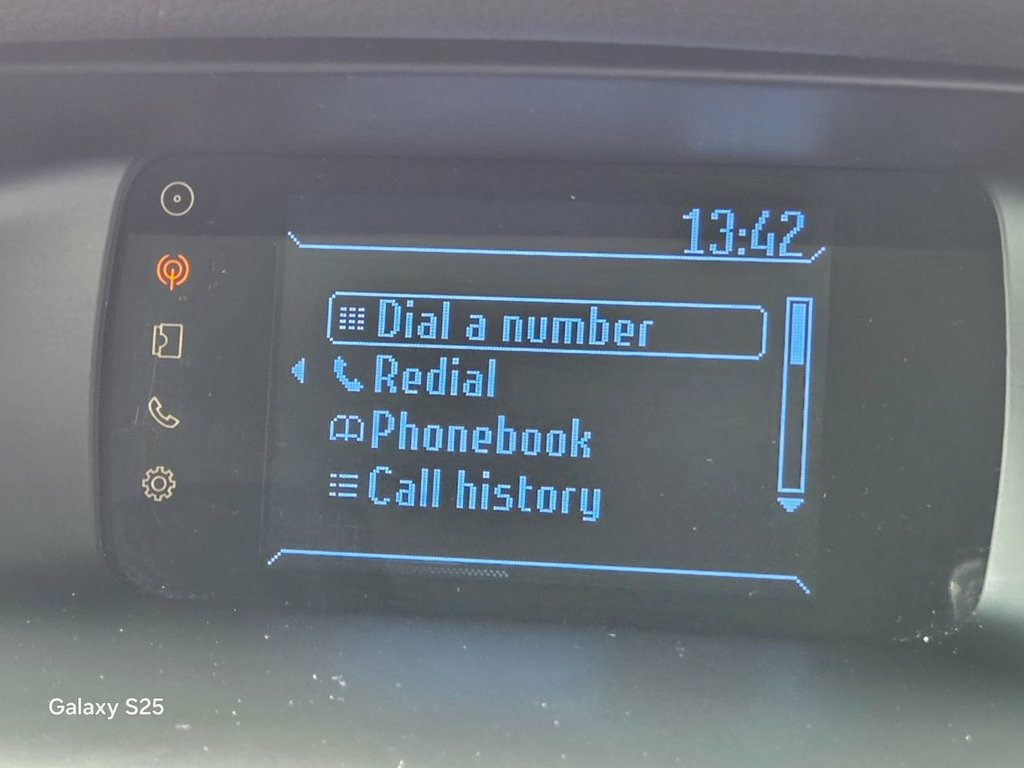 13:42
Dial a number
Redial
Phonebook
Call history
Galaxy S25